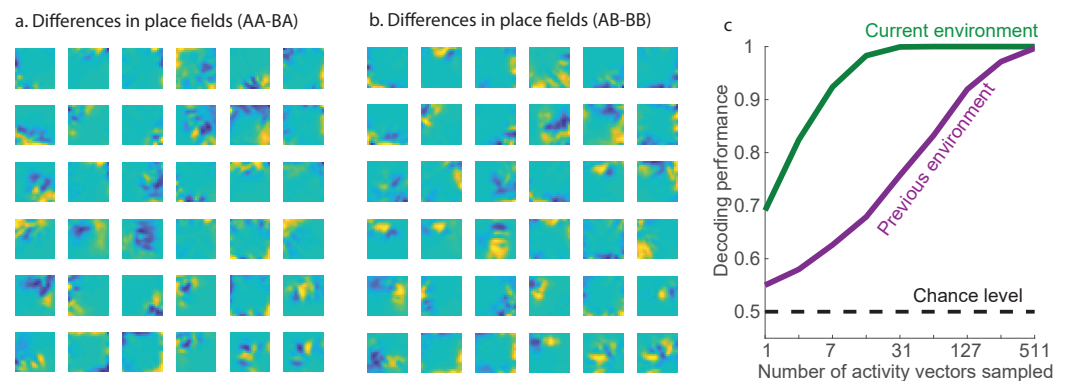 a. Differences in place fields (AA-BA)
b. Differences in place fields (AB-BB)
c
Current environment
Previous environment
Chance level
Decoding performance
1
0.9
0.8
0.7
0.6
0.5
1 7 31 127 511
Number of activity vectors sampled